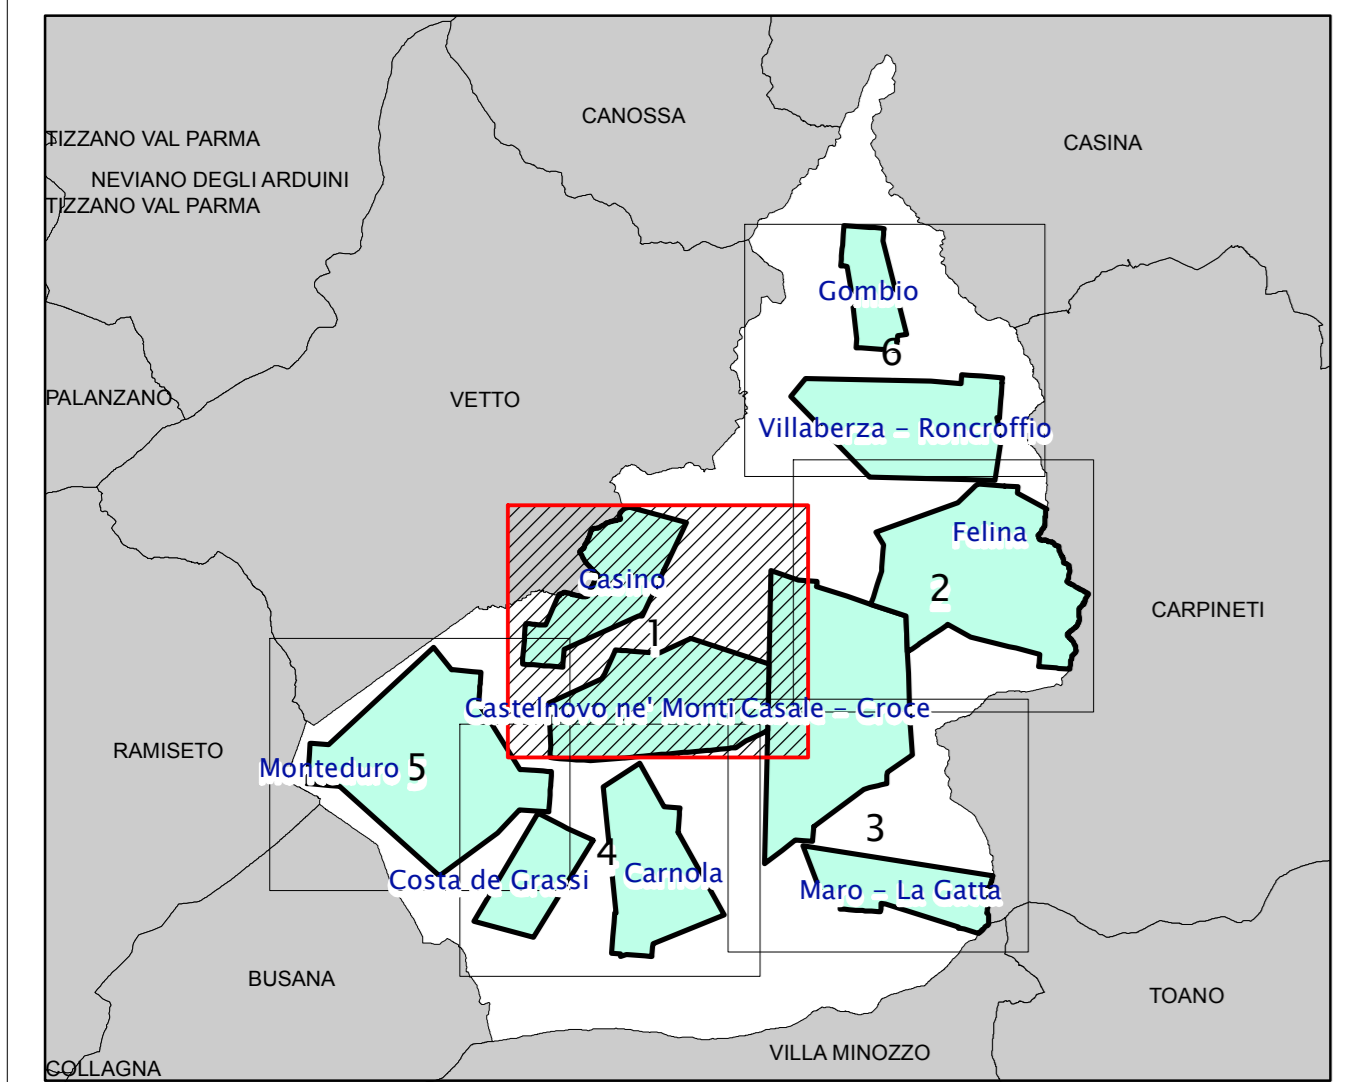 CANOSSA
TIZZANO VAL PARMA
CASINA
NEVIANO DEGLI ARDUINI
TIZZANO VAL PARMA
Gombio
6
PALANZANO
VETTO
Villaberza - Roncroffio
Felina
Casino
2
CARPINETI
1
Castelnovo ne' Monti
Casale - Croce
RAMISETO
Monteduro
5
3
4
Costa de Grassi
Carnola
Maro - La Gatta
BUSANA
TOANO
VILLA MINOZZO
COLLAGNA